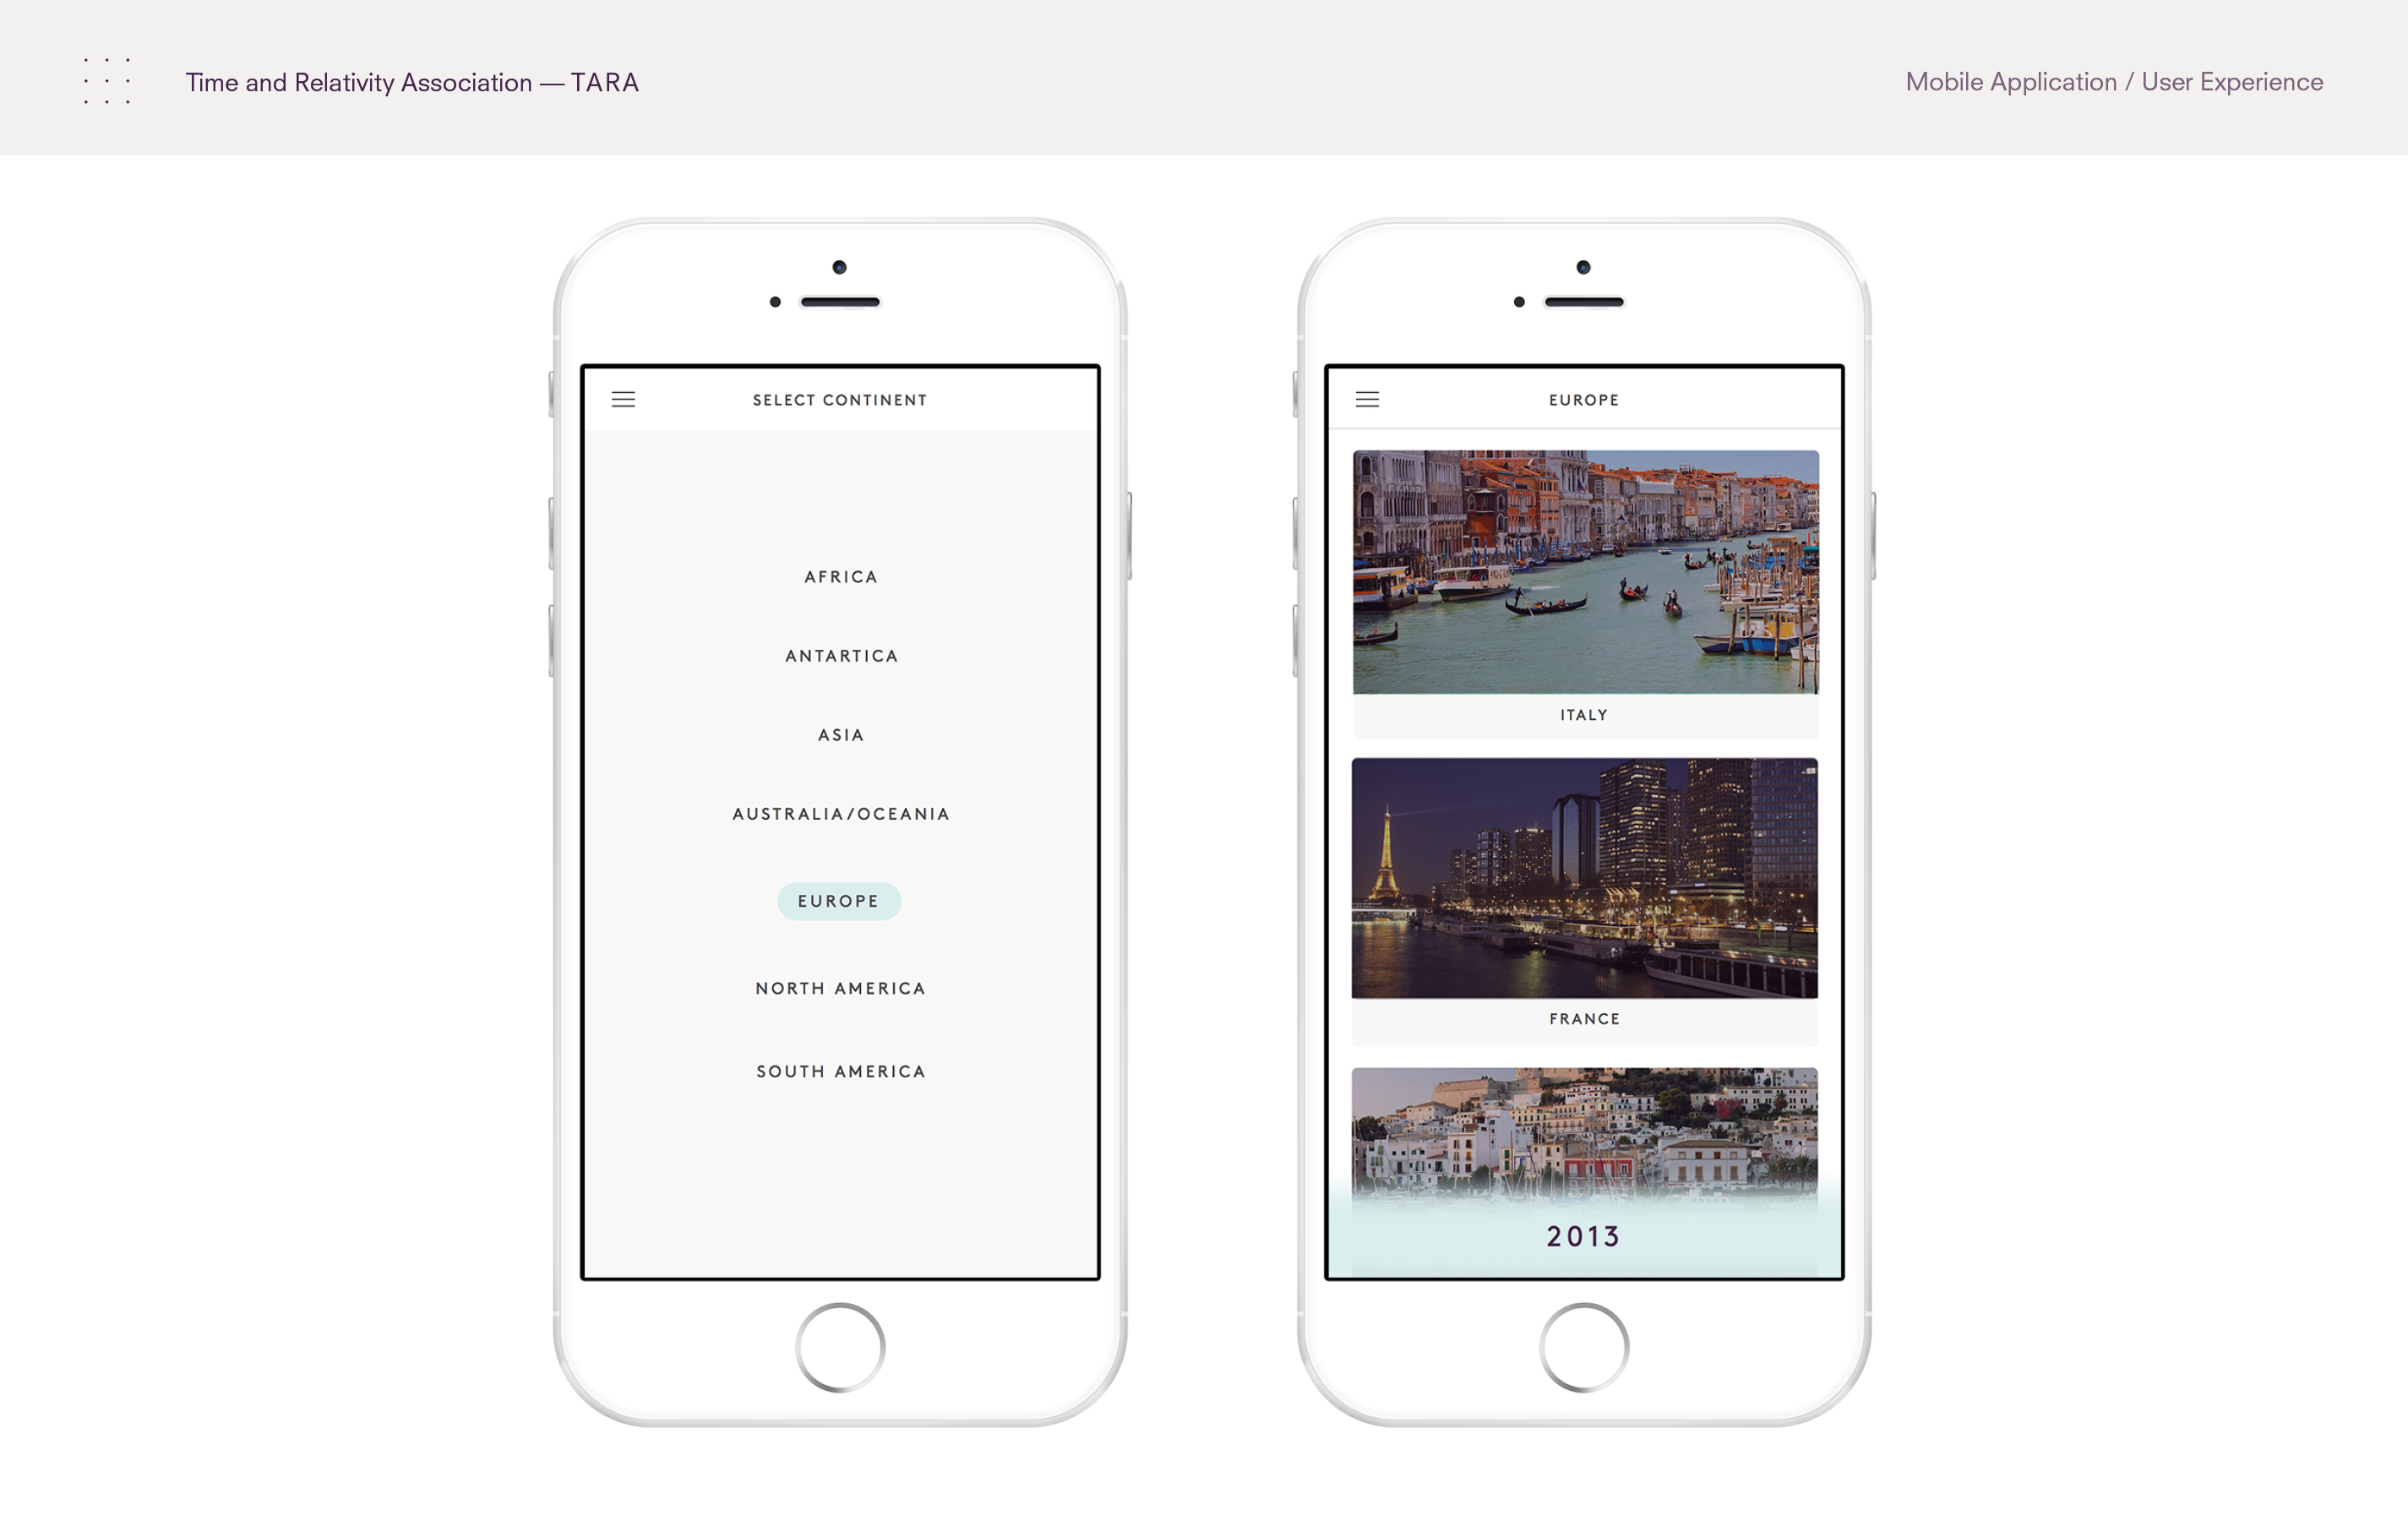 Time and Relativity Association — TARA
Mobile Application / User Experience
SELECT CONTINENT
AFRICA
ANTARTICA
ASIA
AUSTRALIA/OCEANIA
EUROPE
NORTH AMERICA
SOUTH AMERICA
EUROPE
ITALY
FRANCE
2013